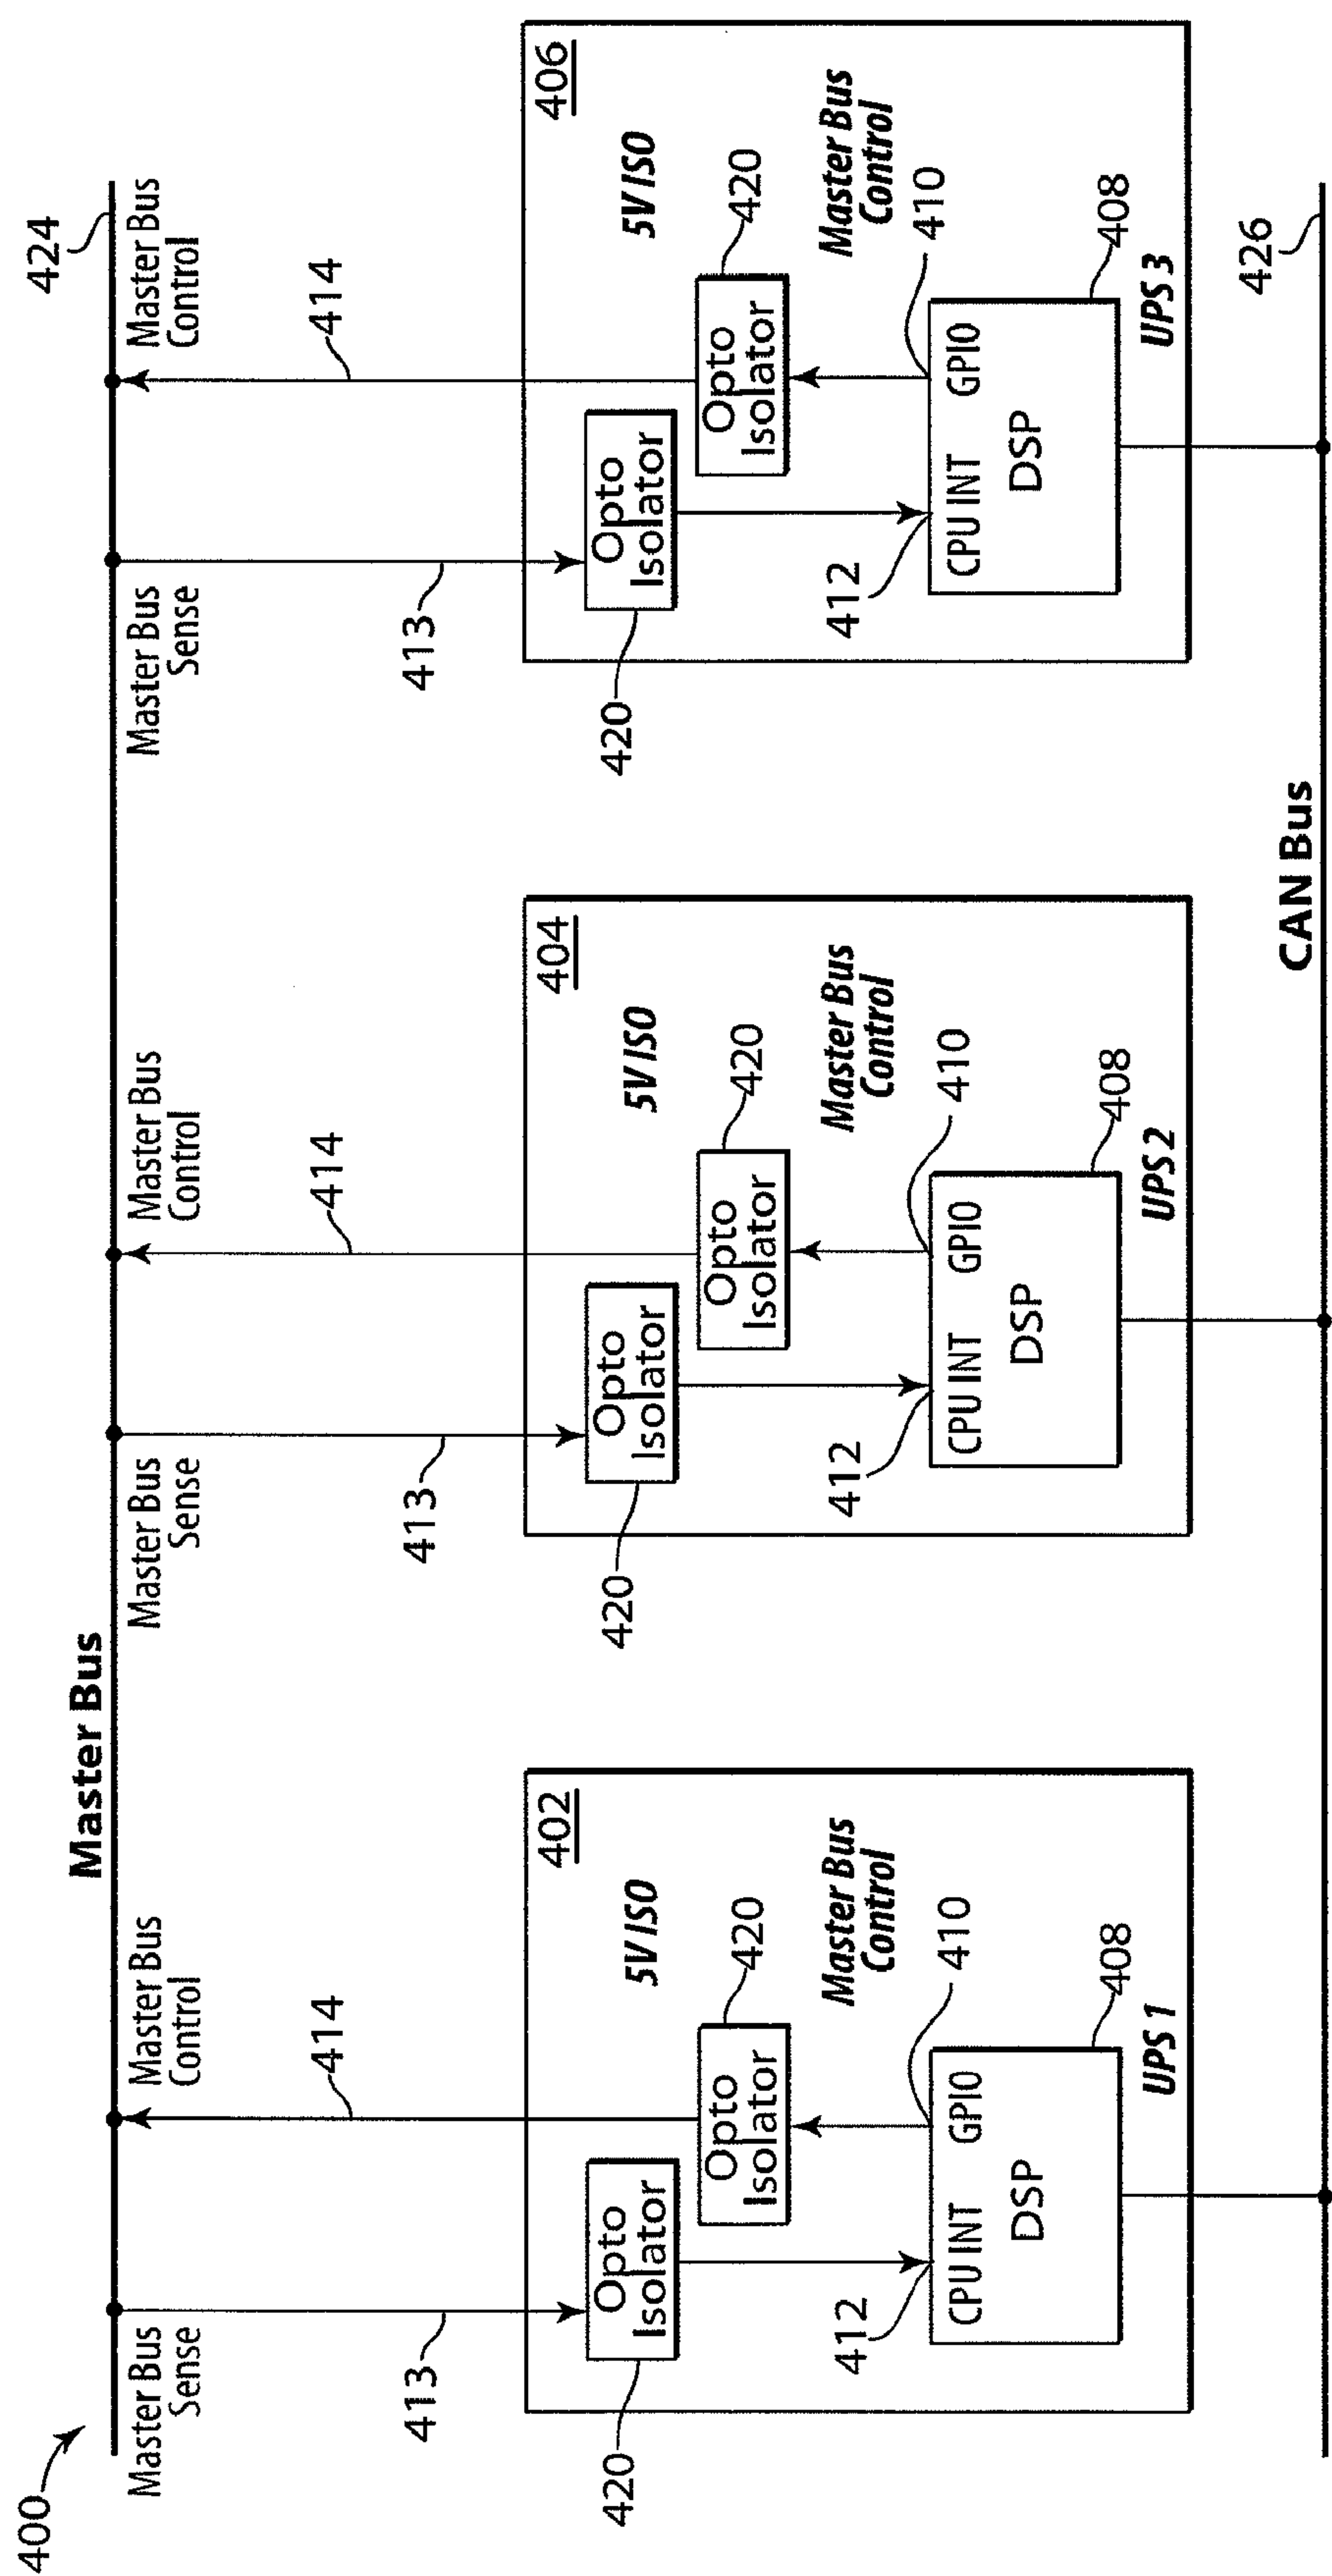 400
Master Bus
424
Master Bus
Sense
Master Bus
Control
Master Bus
Sense
Master Bus
Control
Master Bus
Sense
Master Bus
Control
413
414
413
414
413
414
402
5V ISO
Opto
Isolator
420
Opto
Isolator
420
Master Bus
Control
412
410
CPU INT
GPIO
DSP
408
UPS 1
404
5V ISO
Opto
Isolator
420
Opto
Isolator
420
Master Bus
Control
412
410
CPU INT
GPIO
DSP
408
UPS 2
406
5V ISO
Opto
Isolator
420
Opto
Isolator
420
Master Bus
Control
412
410
CPU INT
GPIO
DSP
408
UPS 3
CAN Bus
426